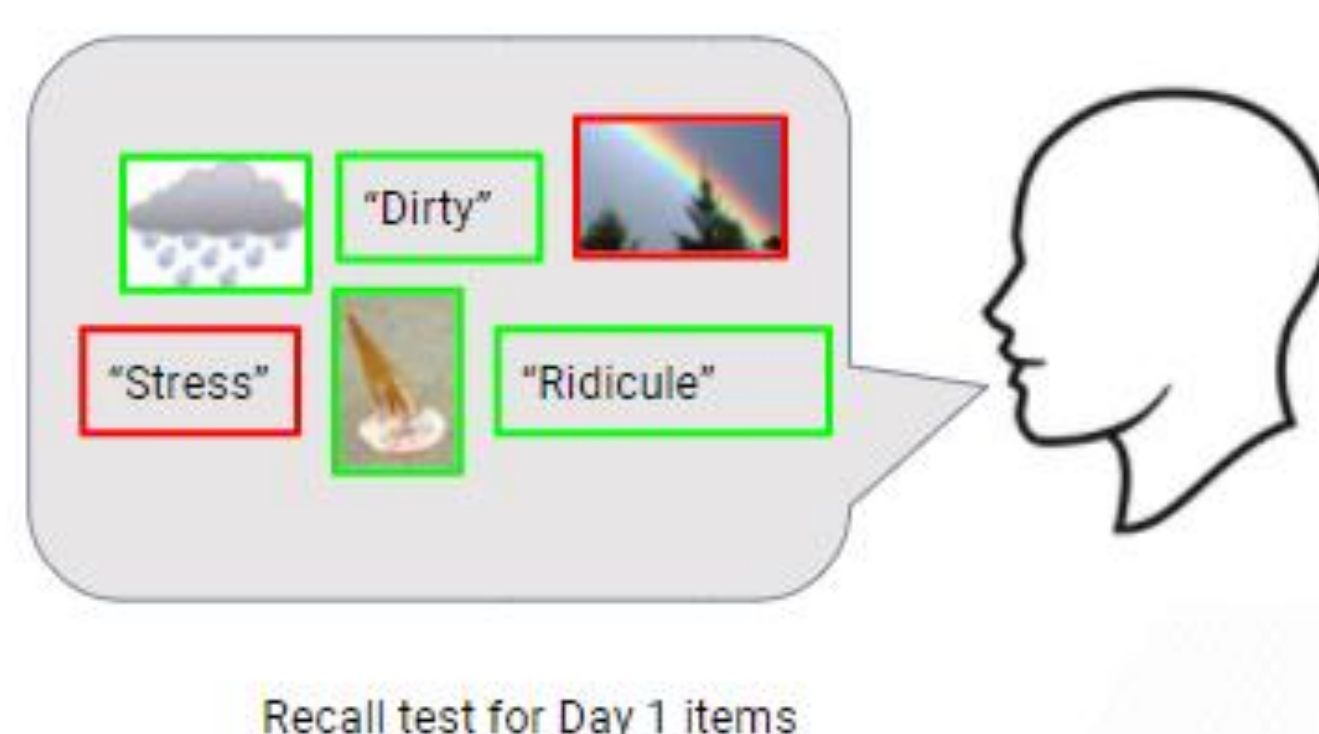 “Dirty”
“Stress”
“Ridicule”
Recall test for Day 1 items